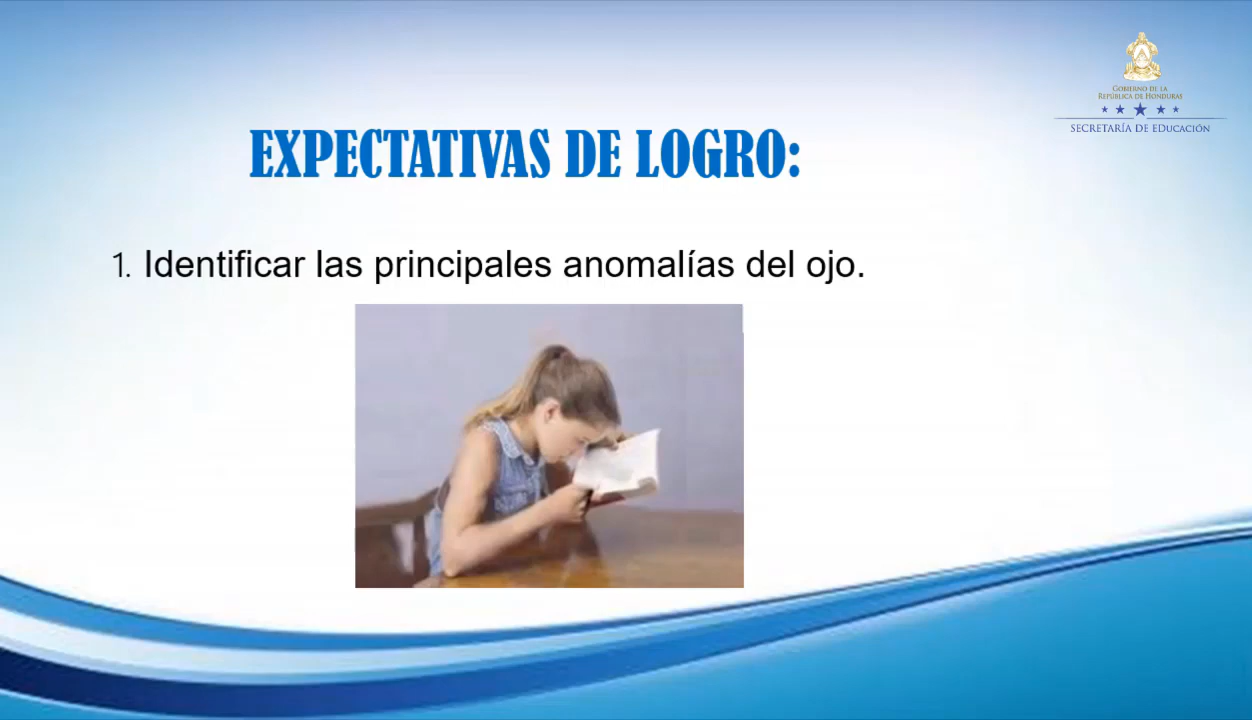 GOBIERNO DE LA
REPÚBLICA DE HONDURAS
SECRETARÍA DE EDUCACIÓN
EXPECTATIVAS DE LOGRO:
1. Identificar las principales anomalías del ojo.